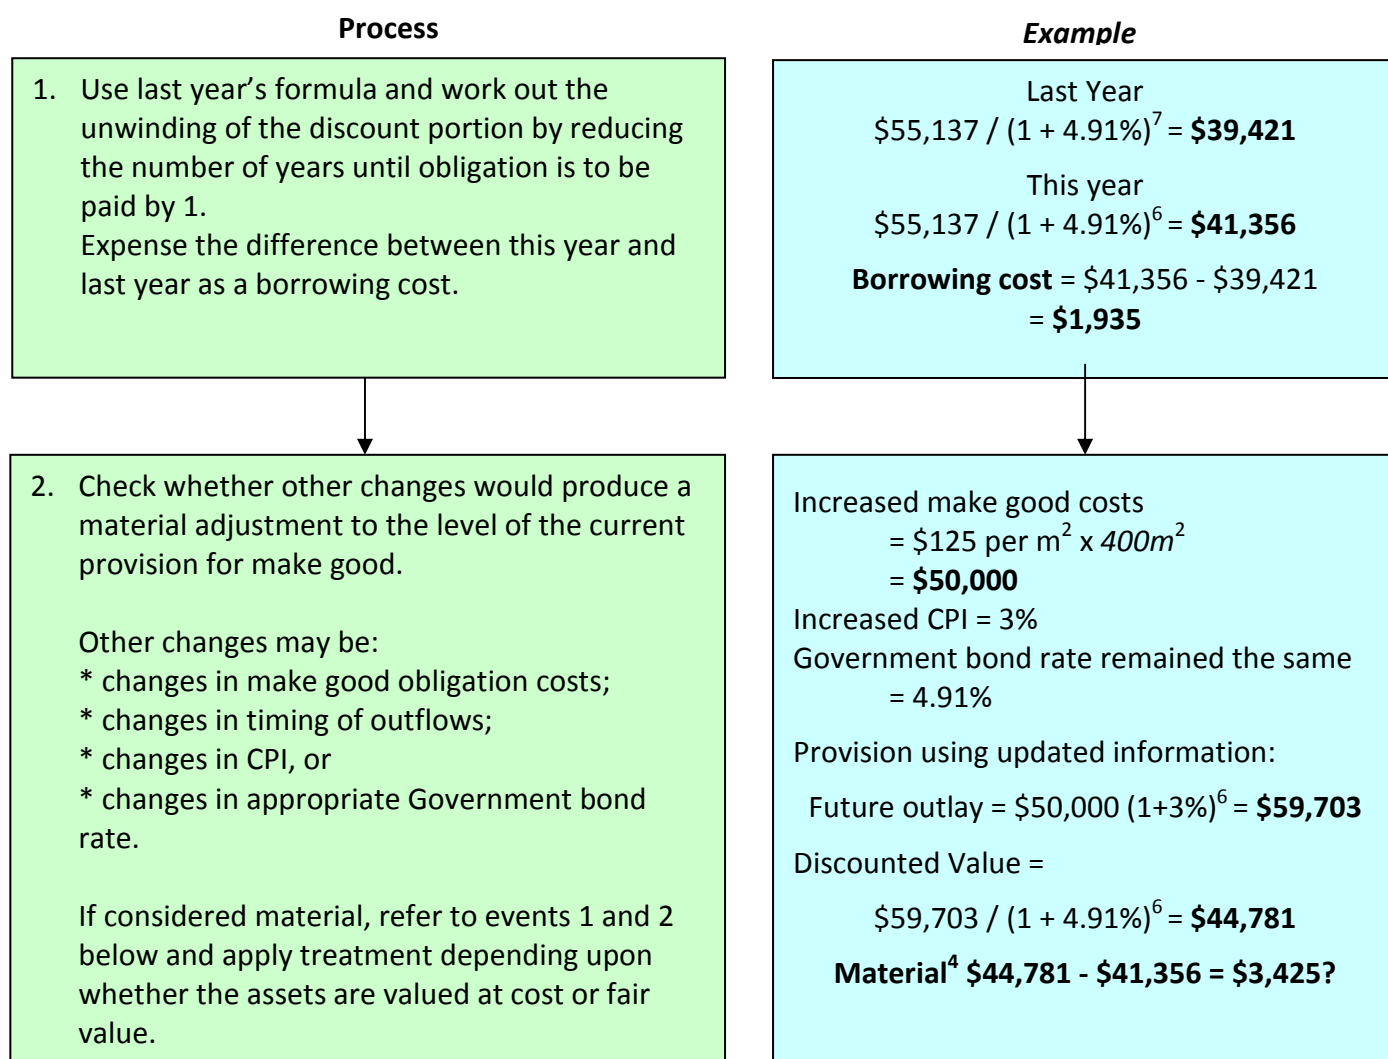 Process
Example
1. Use last year’s formula and work out the
unwinding of the discount portion by reducing
the number of years until obligation is to be
paid by 1.
Expense the difference between this year and
last year as a borrowing cost.
Last Year
$55,137 / (1 + 4.91%)⁷ = $39,421
This year
$55,137 / (1 + 4.91%)⁶ = $41,356
Borrowing cost = $41,356 - $39,421
= $1,935
2. Check whether other changes would produce a
material adjustment to the level of the current
provision for make good.
Other changes may be:
* changes in make good obligation costs;
* changes in timing of outflows;
* changes in CPI, or
* changes in appropriate Government bond
rate.
If considered material, refer to events 1 and 2
below and apply treatment depending upon
whether the assets are valued at cost or fair
value.
Increased make good costs
= $125 per m² x 400m²
= $50,000
Increased CPI = 3%
Government bond rate remained the same
= 4.91%
Provision using updated information:
Future outlay = $50,000 (1+3%)⁶ = $59,703
Discounted Value =
$59,703 / (1 + 4.91%)⁶ = $44,781
Material⁴ $44,781 - $41,356 = $3,425?